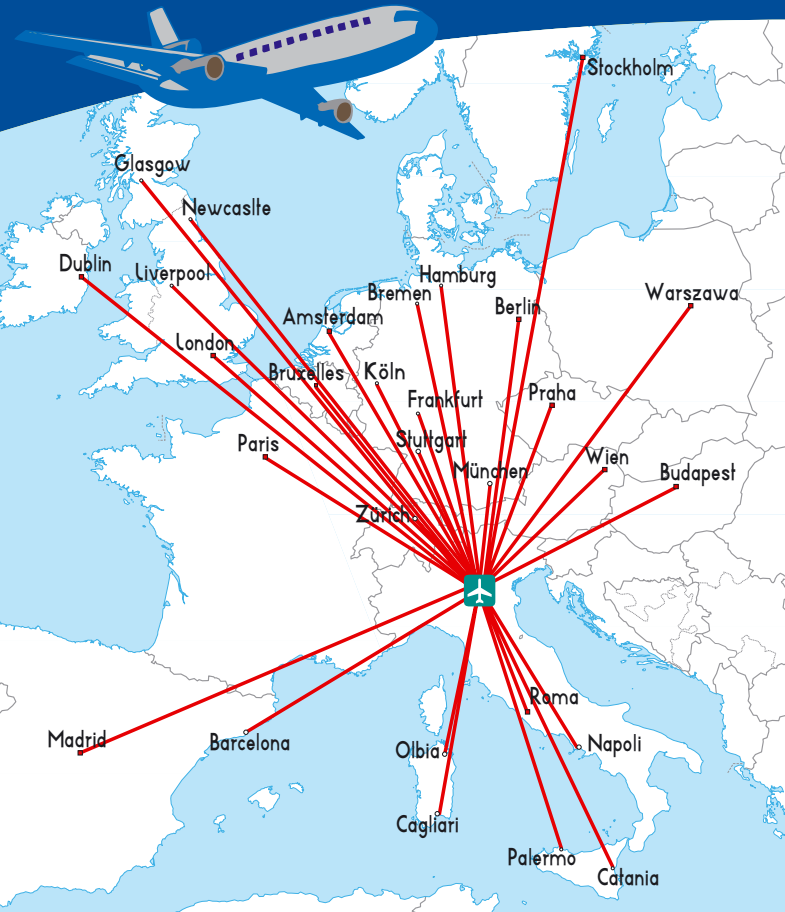 Stockholm
Glasgow
Newcaslte
Dublin
Liverpool
Hamburg
Bremen
Warszawa
Berlin
Amsterdam
London
Bruxelles
Köln
Praha
Frankfurt
Paris
Stuttgart
Wien
München
Budapest
Zürich
Roma
Madrid
Barcelona
Olbia
Napoli
Cagliari
Palermo
Catania